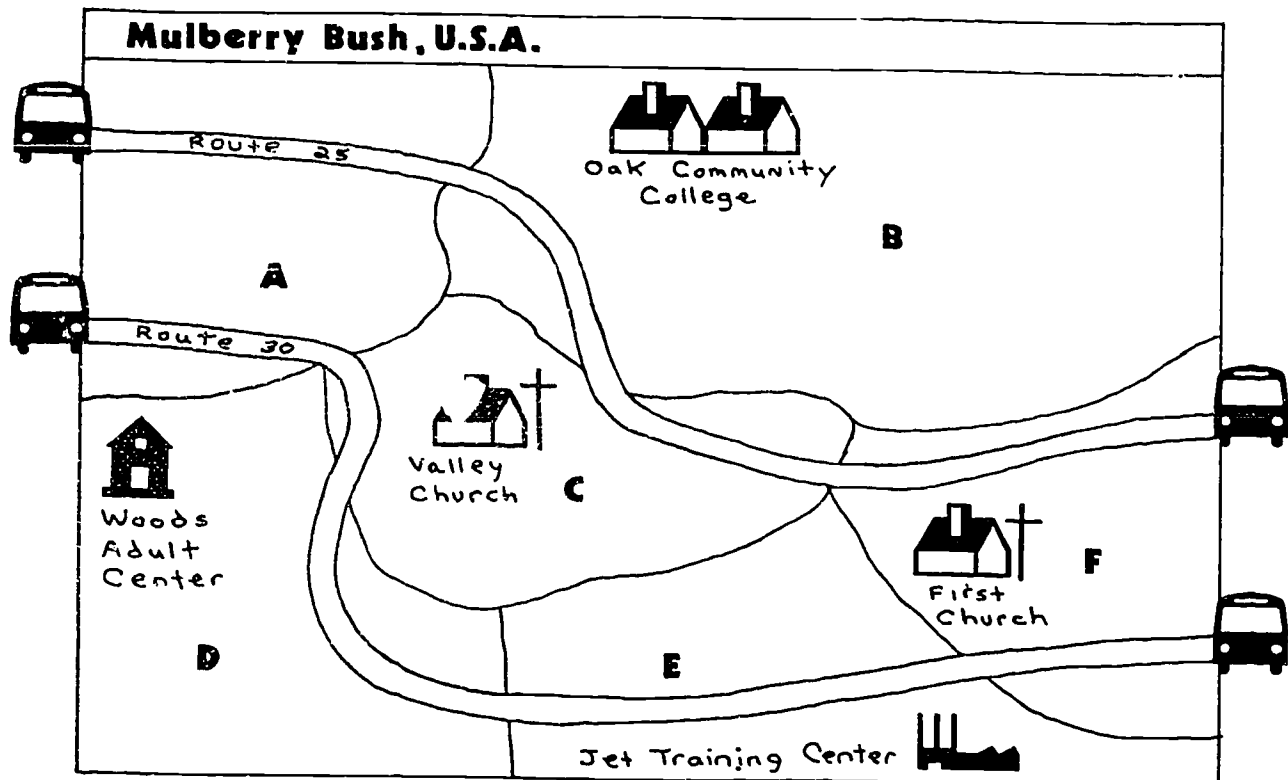 Mulberry Bush, U.S.A.
Route 25
Oak Community
College
B
A
Route 30
Valley
Church
C
Woods
Adult
Center
First
Church
F
D
E
Jet Training Center